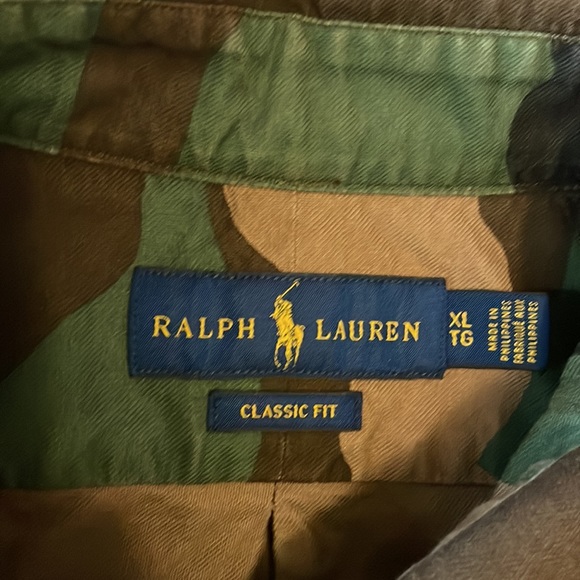 RALPH LAUREN
XL
TG
MADE IN
PHILIPPINES
FABRIQUÉ AUX
PHILIPPINES
CLASSIC FIT